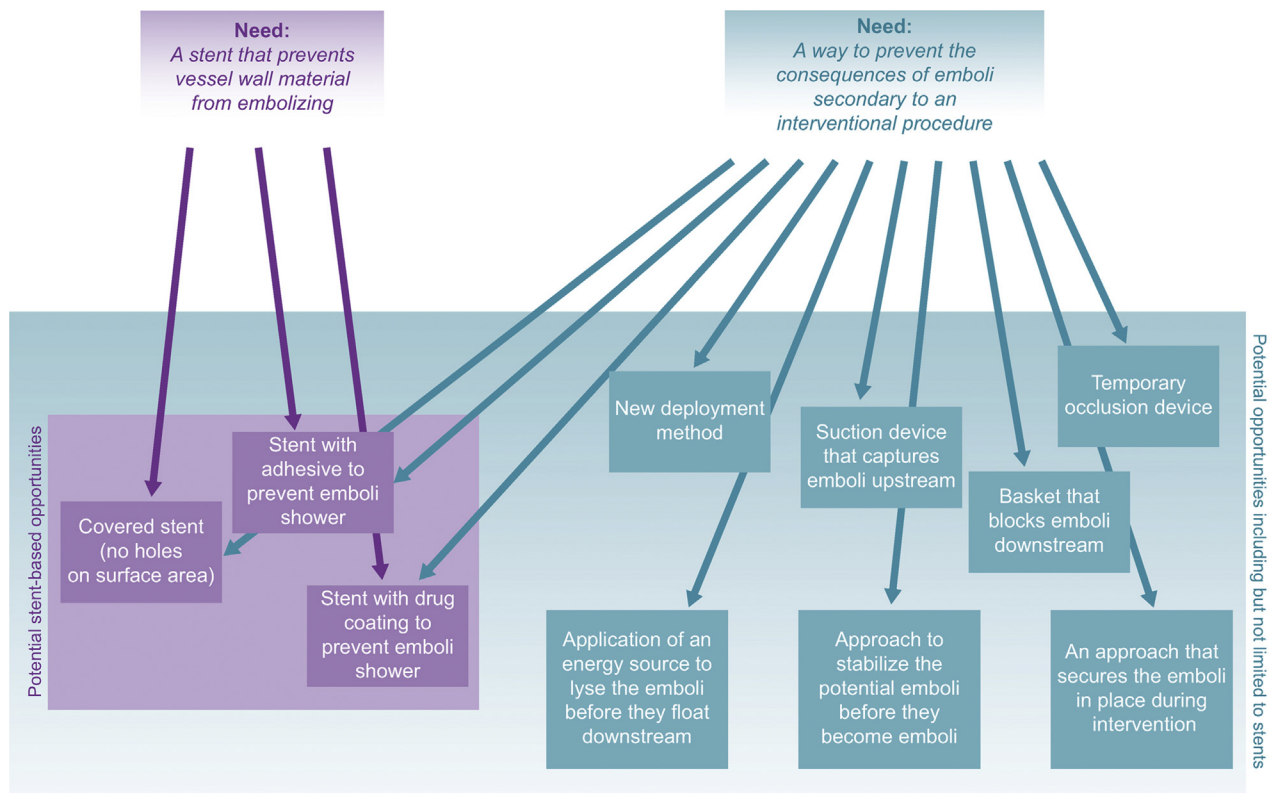 Need:
A stent that prevents
vessel wall material
from embolizing
Need:
A way to prevent the
consequences of emboli
secondary to an
interventional procedure
Potential stent-based opportunities
Covered stent
(no holes
on surface area)
Stent with
adhesive to
prevent emboli
shower
Stent with drug
coating to
prevent emboli
shower
New deployment
method
Suction device
that captures
emboli upstream
Basket that
blocks emboli
downstream
Temporary
occlusion device
Application of an
energy source to
lyse the emboli
before they float
downstream
Approach to
stabilize the
potential emboli
before they
become emboli
An approach that
secures the emboli
in place during
intervention
Potential opportunities including but not limited to stents